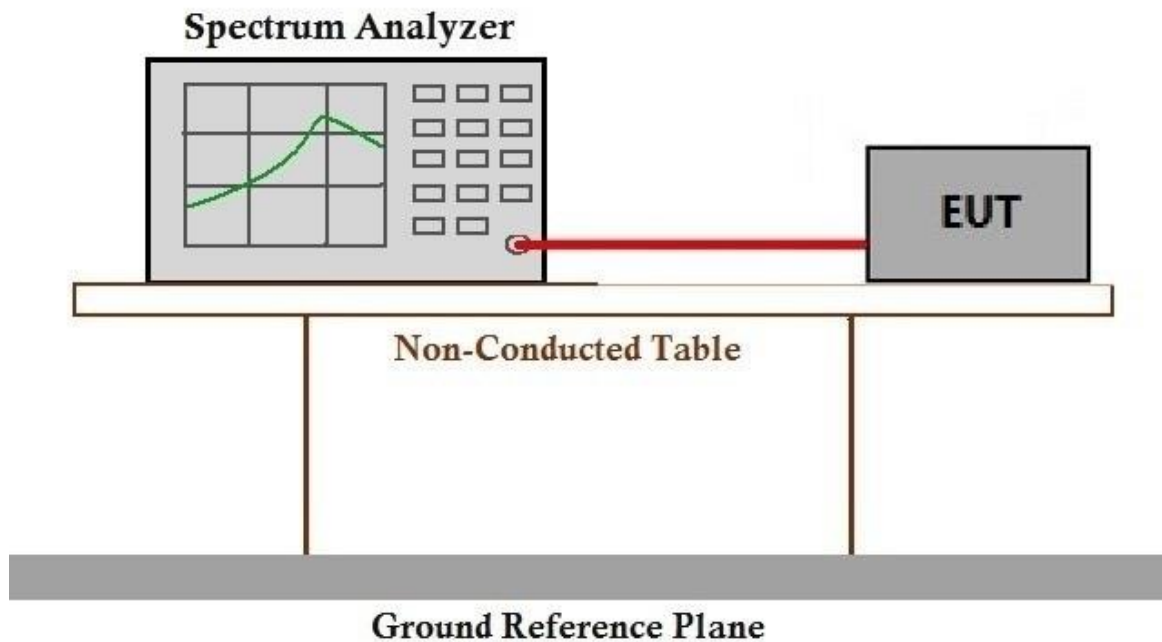 Spectrum Analyzer
EUT
Non-Conducted Table
Ground Reference Plane